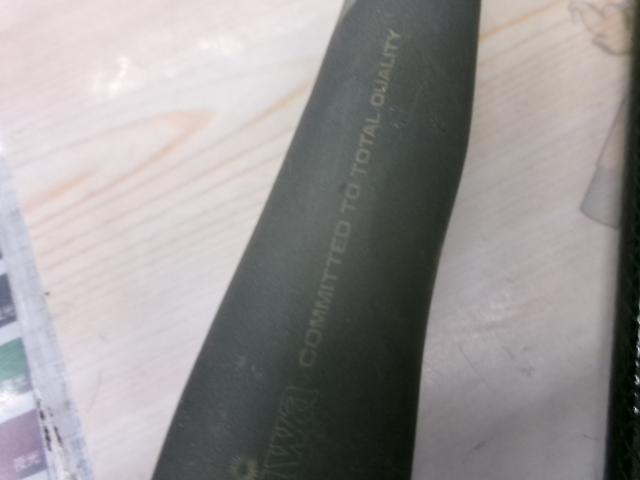 COMMITTED TO TOTAL QUALITY